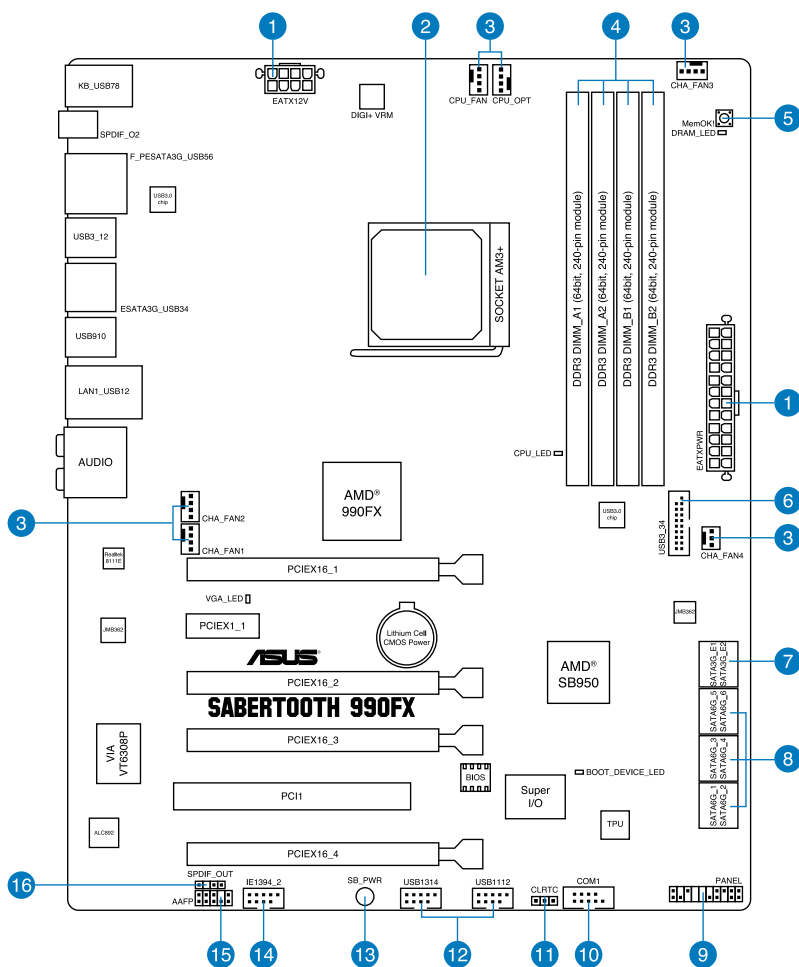 1
2
3
4
3
KB_USB78
EATX12V
DIGI+ VRM
CPU_FAN
CPU_OPT
CHA_FAN3
SPDIF_O2
MemOK!
5
DRAM_LED
F_PESATA3G_USB56
USB3.0
chip
USB3_12
SOCKET AM3+
DDR3 DIMM_A1 (64bit, 240-pin module)
DDR3 DIMM_A2 (64bit, 240-pin module)
DDR3 DIMM_B1 (64bit, 240-pin module)
DDR3 DIMM_B2 (64bit, 240-pin module)
ESATA3G_USB34
USB910
LAN1_USB12
1
EATXPWR
AUDIO
CPU_LED
AMD®
990FX
6
USB3.0
chip
USB3_34
3
CHA_FAN2
CHA_FAN1
3
CHA_FAN4
Realtek
8111E
PCIEX16_1
VGA_LED
JMB362
JMB362
PCIEX1_1
Lithium Cell
CMOS Power
ASUS
AMD®
SB950
SATA3G_E1
SATA3G_E2
7
PCIEX16_2
SABERTOOTH 990FX
SATA6G_5
SATA6G_6
PCIEX16_3
VIA
VT6308P
SATA6G_3
SATA6G_4
8
BIOS
BOOT_DEVICE_LED
PCI1
Super
I/O
SATA6G_1
SATA6G_2
TPU
ALC892
PCIEX16_4
SPDIF_OUT
16
AAFP
IE1394_2
SB_PWR
USB1314
USB1112
CLRTC
COM1
PANEL
15
14
13
12
11
10
9